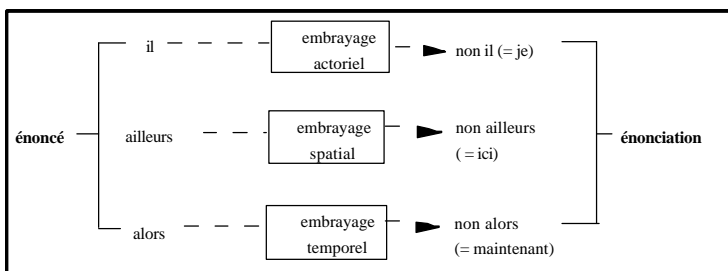 il
embrayage
actoriel
non il (= je)
énoncé
ailleurs
embrayage
spatial
non ailleurs
( = ici)
énonciation
alors
embrayage
temporel
non alors
(= maintenant)